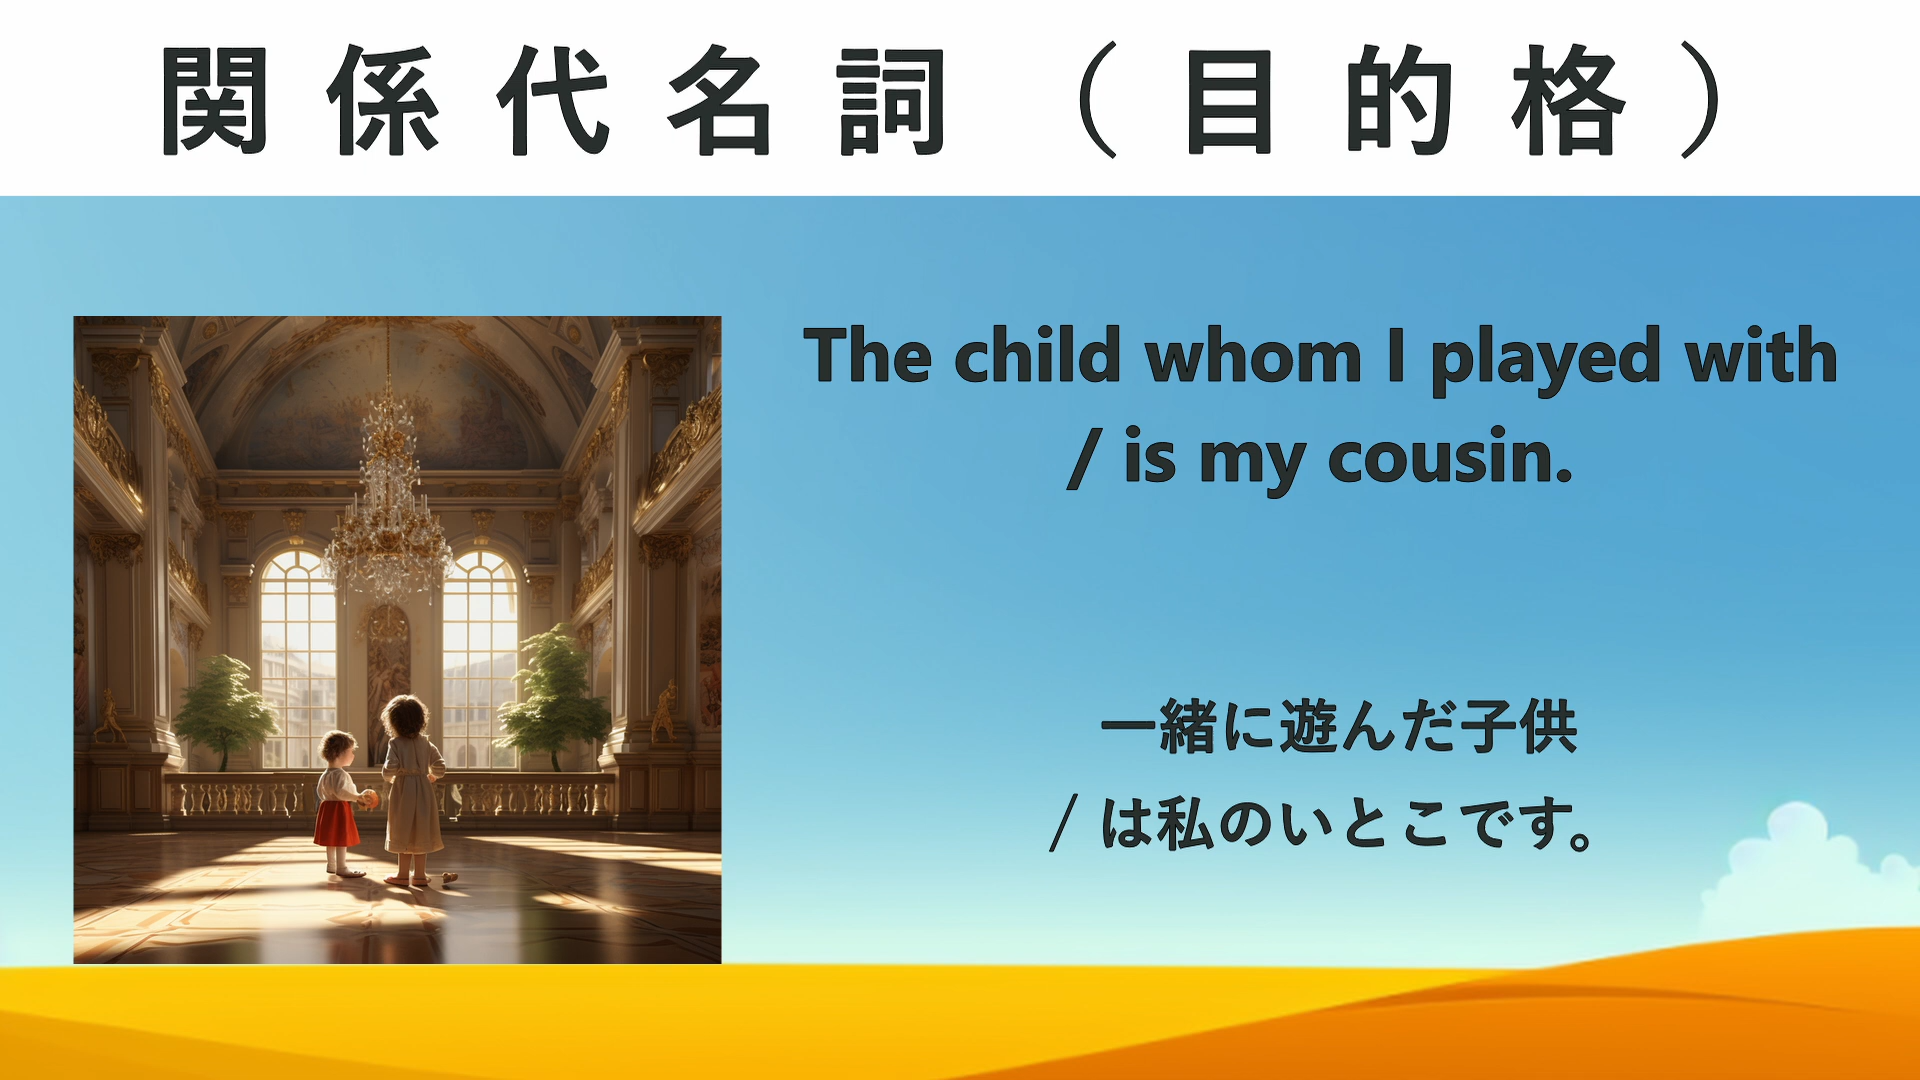 関係代名詞（目的格）
The child whom I played with
/ is my cousin.
一緒に遊んだ子供
/ は私のいとこです。